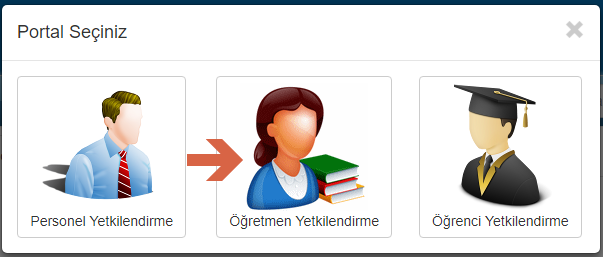 Portal Seçiniz
Personel Yetkilendirme
Öğretmen Yetkilendirme
Öğrenci Yetkilendirme